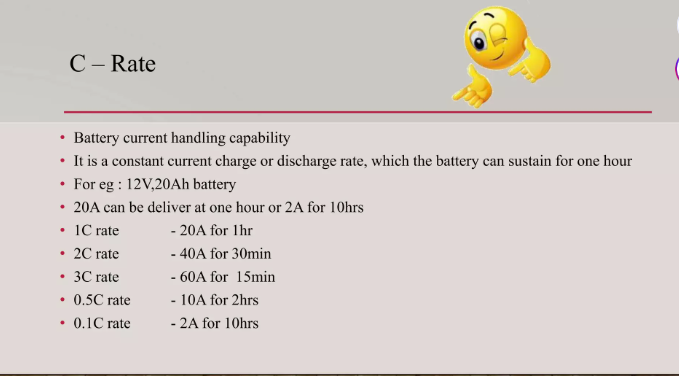 C – Rate
• Battery current handling capability
• It is a constant current charge or discharge rate, which the battery can sustain for one hour
• For eg : 12V,20Ah battery
• 20A can be deliver at one hour or 2A for 10hrs
• 1C rate - 20A for 1hr
• 2C rate - 40A for 30min
• 3C rate - 60A for 15min
• 0.5C rate - 10A for 2hrs
• 0.1C rate - 2A for 10hrs